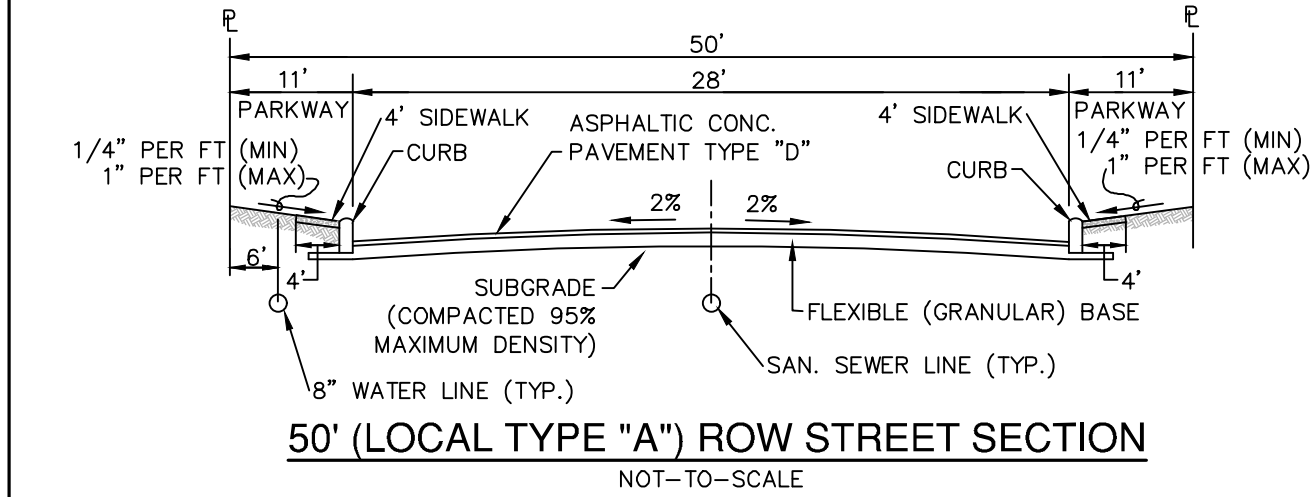 ℄ ℄
50'
11' 28' 11'
PARKWAY PARKWAY
4' SIDEWALK 4' SIDEWALK
ASPHALTIC CONC.
PAVEMENT TYPE "D"
1/4" PER FT (MIN)
1" PER FT (MAX)
CURB
CURB
1/4" PER FT (MIN)
1" PER FT (MAX)
2% 2%
6'
4' 4'
SUBGRADE
(COMPACTED 95%
MAXIMUM DENSITY)
FLEXIBLE (GRANULAR) BASE
SAN. SEWER LINE (TYP.)
8" WATER LINE (TYP.)
50' (LOCAL TYPE "A") ROW STREET SECTION
NOT-TO-SCALE